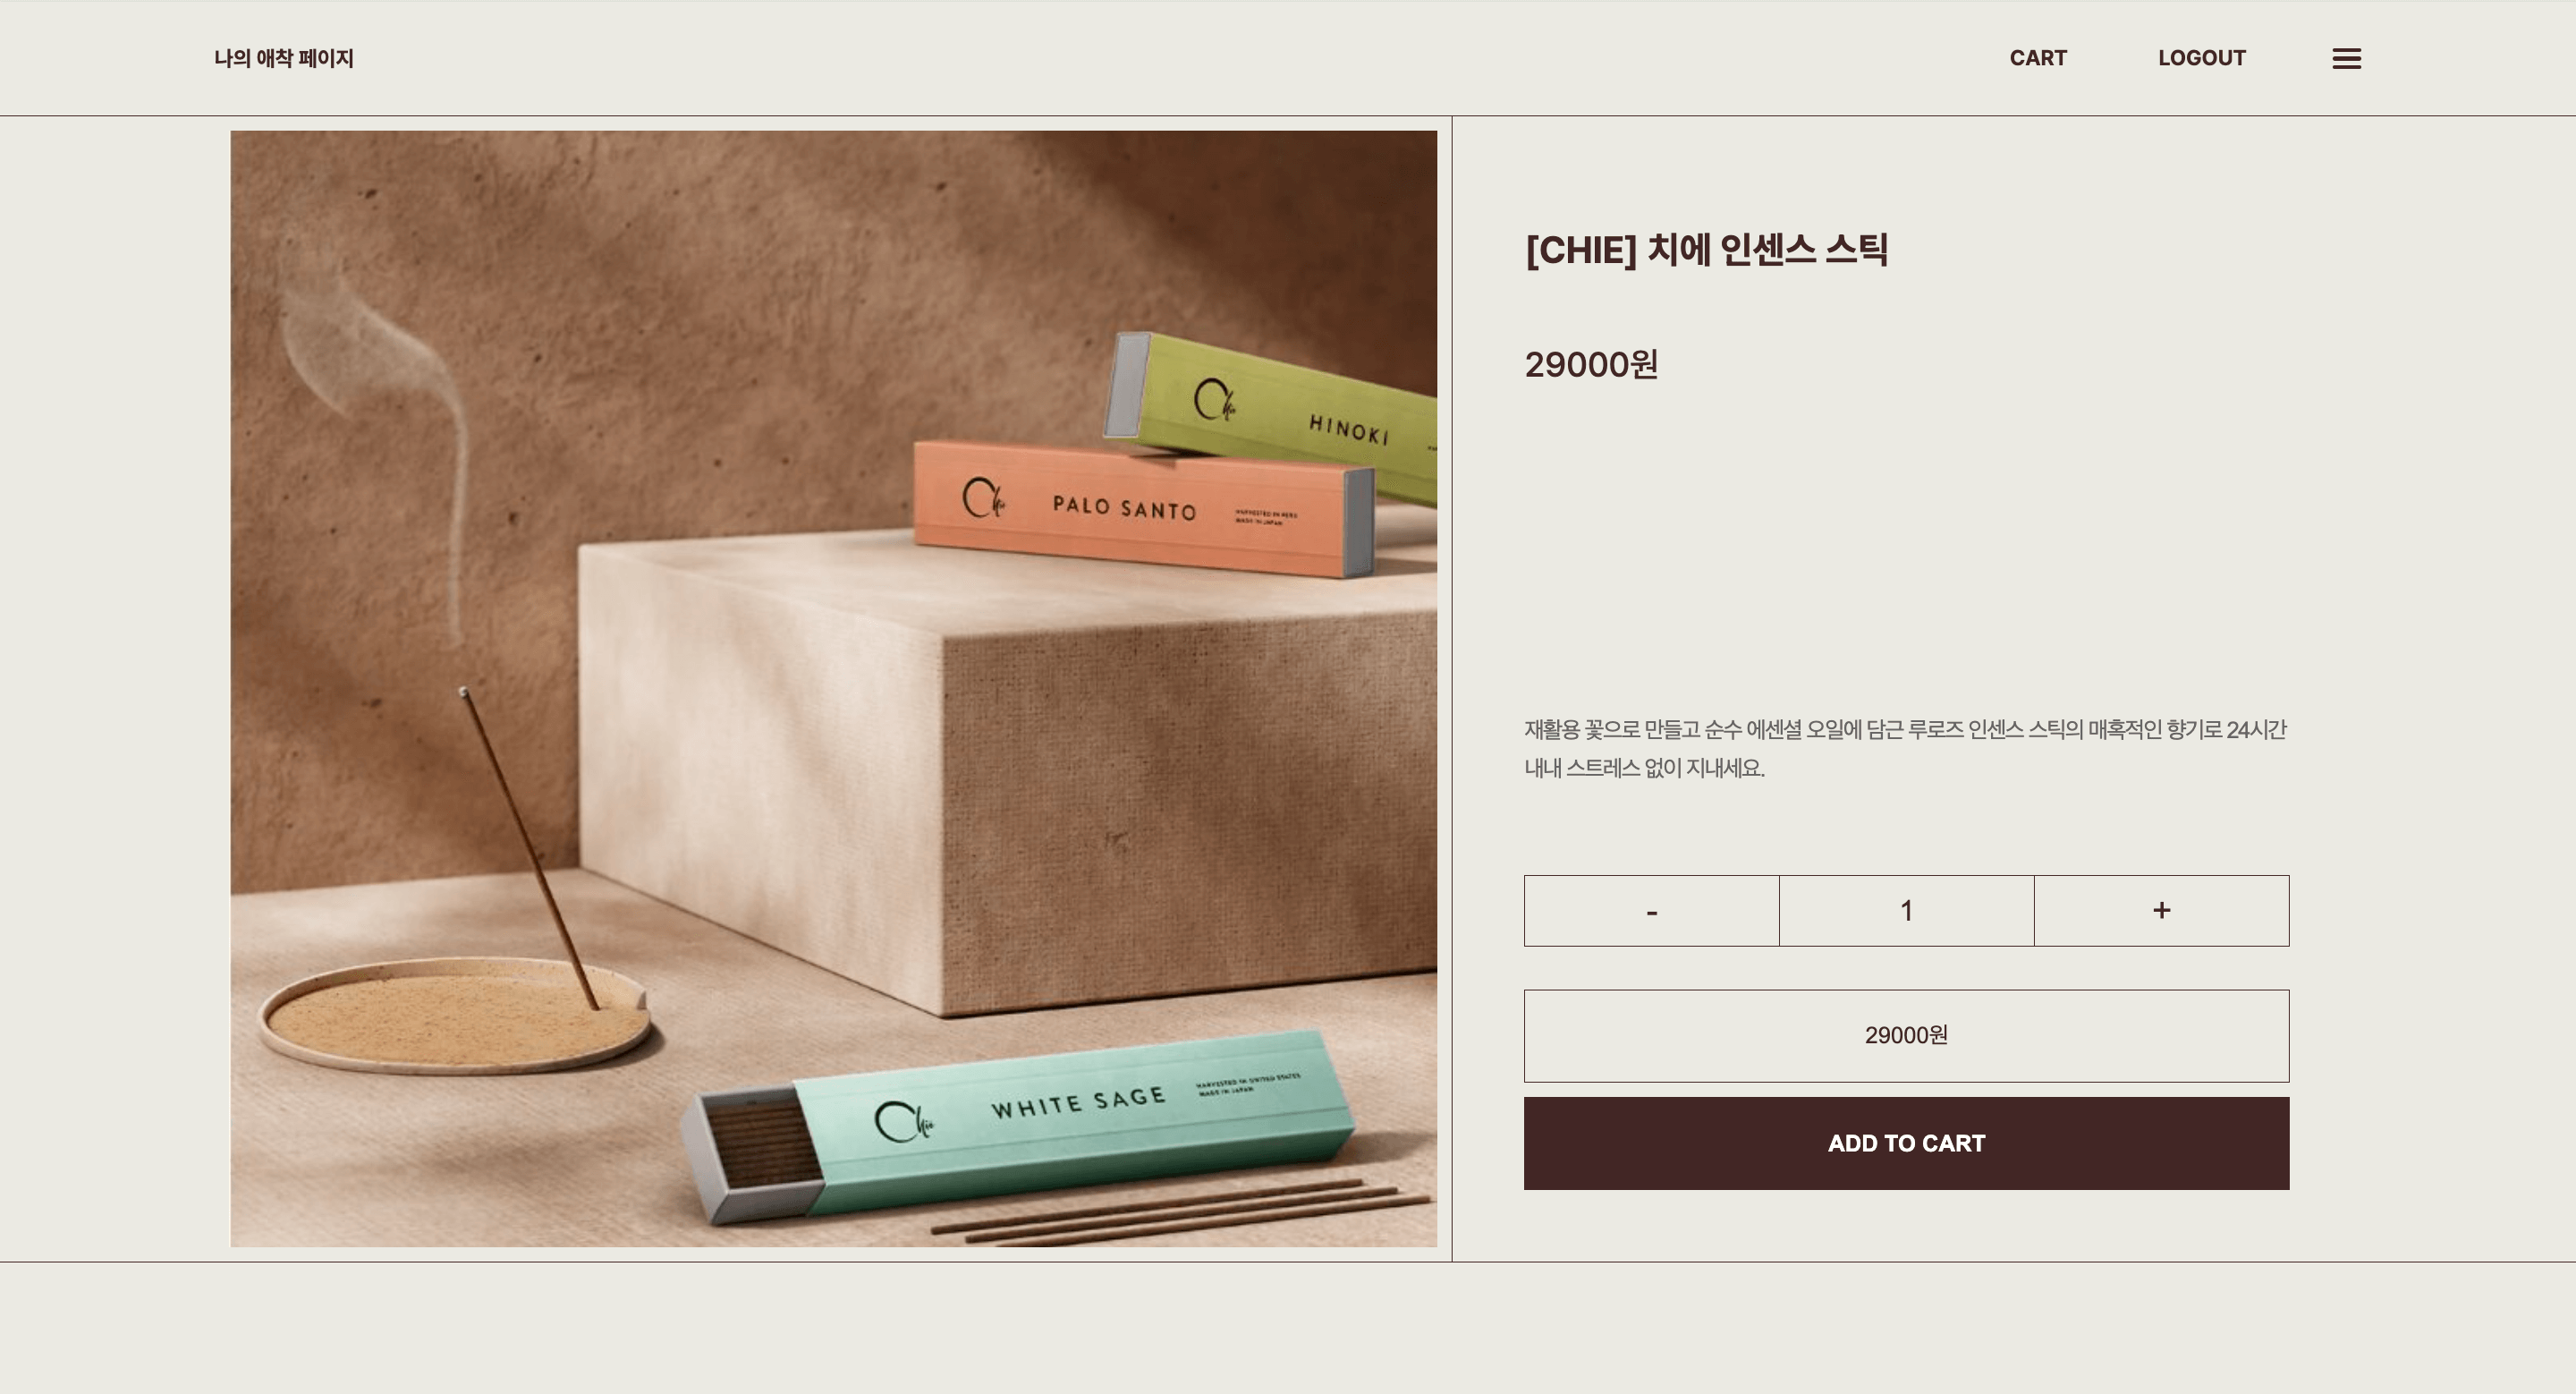 나의 애착 페이지
CART
LOGOUT
[CHIE] 치에 인센스 스틱
29000원
Chie
HINOKI
Chie
PALO SANTO
HARVESTED IN PERU
MADE IN JAPAN
재활용 꽃으로 만들고 순수 에센셜 오일에 담근 루로즈 인센스 스틱의 매혹적인 향기로 24시간
내내 스트레스 없이 지내세요.
-
1
+
29000원
ADD TO CART
Chie
WHITE SAGE
HARVESTED IN UNITED STATES
MADE IN JAPAN